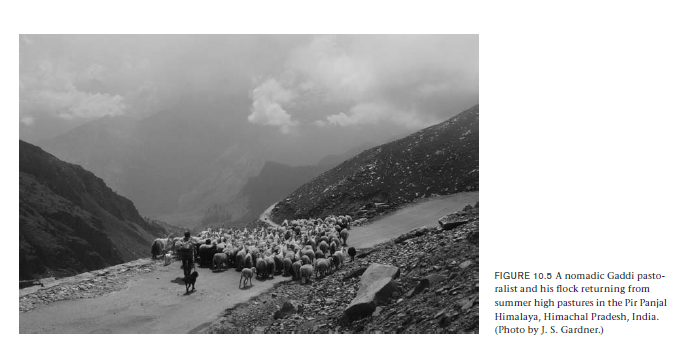 FIGURE 10.5 A nomadic Gaddi pasto-
ralist and his flock returning from
summer high pastures in the Pir Panjal
Himalaya, Himachal Pradesh, India.
(Photo by J. S. Gardner.)